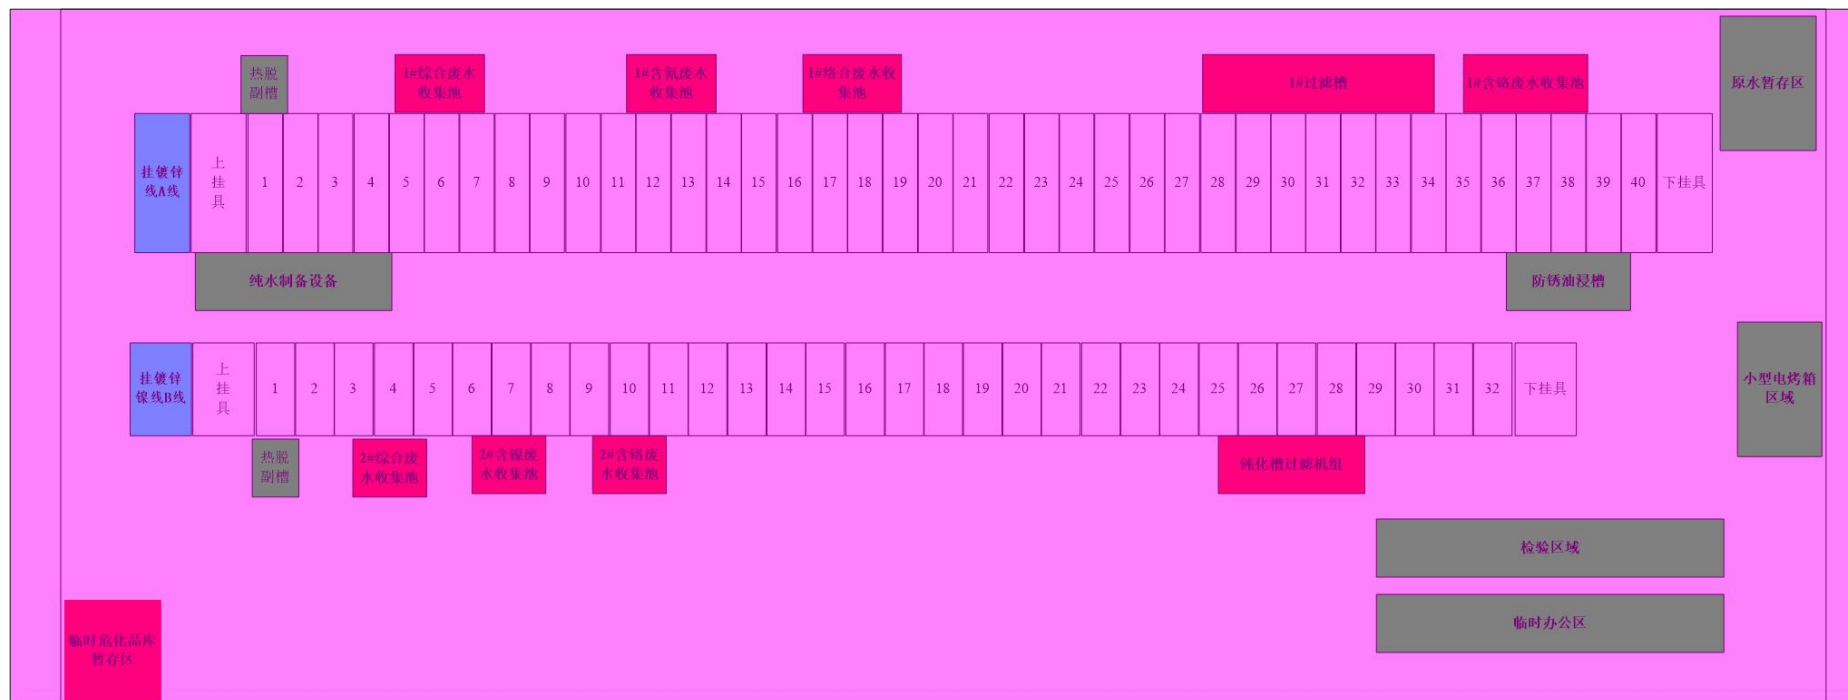 热脱
副槽
1#综合废水
收集池
1#含氰废水
收集池
1#络合废水收
集池
1#过滤槽
1#含铬废水收集池
原水暂存区
挂镀锌
线A线
上
挂
具
1 2 3 4 5 6 7 8 9 10 11 12 13 14 15 16 17 18 19 20 21 22 23 24 25 26 27 28 29 30 31 32 33 34 35 36 37 38 39 40 下挂具
纯水制备设备
防锈油浸槽
挂镀锌
镍线B线
上
挂
具
1 2 3 4 5 6 7 8 9 10 11 12 13 14 15 16 17 18 19 20 21 22 23 24 25 26 27 28 29 30 31 32 下挂具
小型电烤箱
区域
热脱
副槽
2#综合废
水收集池
2#含镍废
水收集池
2#含铬废
水收集池
钝化槽过滤机组
检验区域
临时办公区
临时危化品库
暂存区